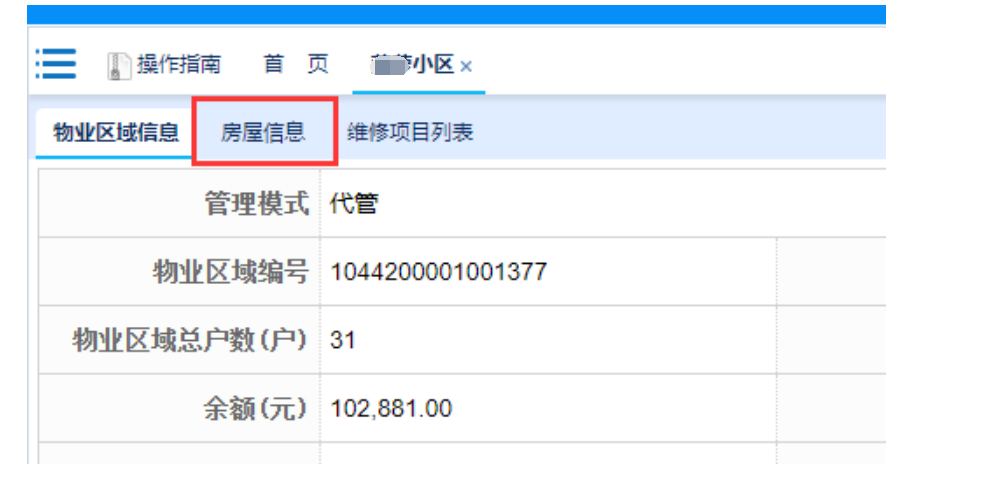 操作指南 首 页 小区 ×
物业区域信息 房屋信息 维修项目列表
管理模式 代管
物业区域编号 1044200001001377
物业区域总户数(户) 31
余额(元) 102,881.00